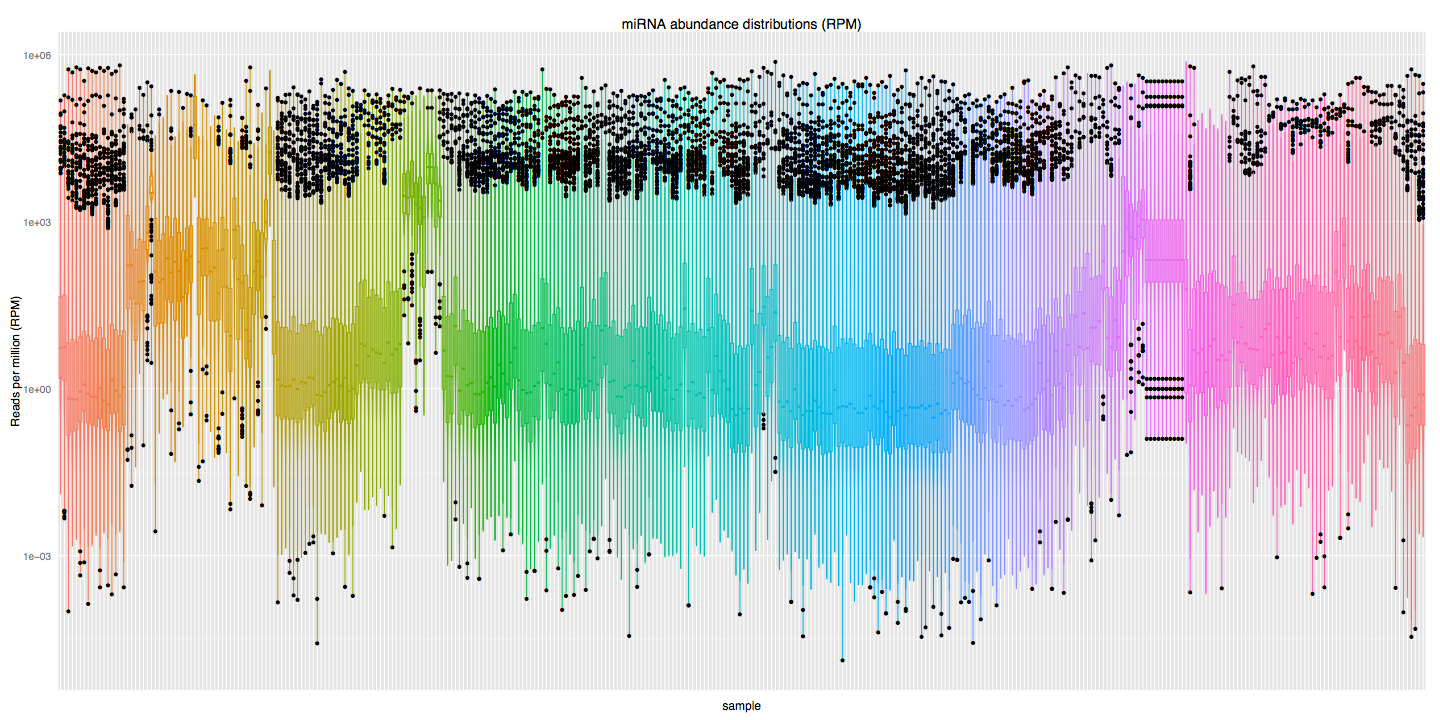 miRNA abundance distributions (RPM)
Reads per million (RPM)
1e+06
1e+03
1e+00
1e−03
sample